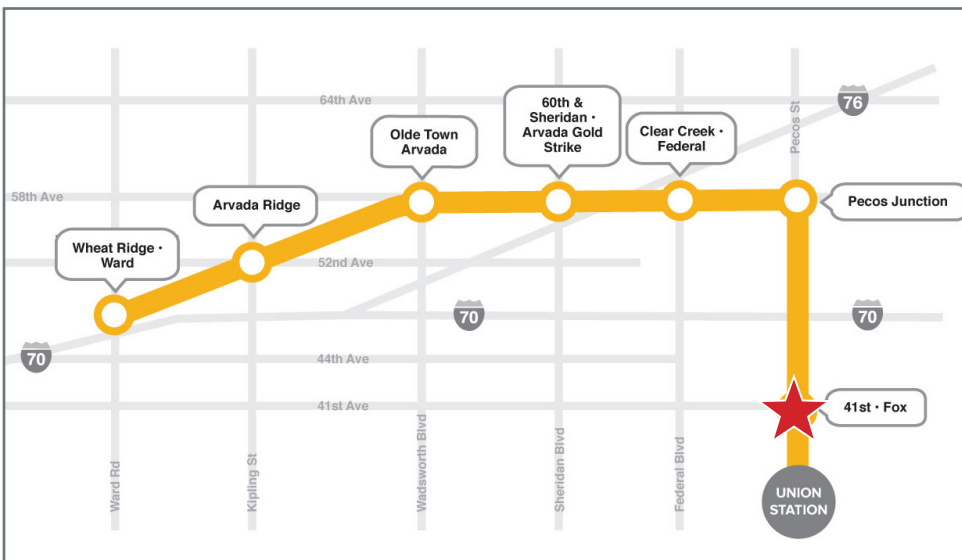 64th Ave
76
Pecos St
60th &
Sheridan •
Arvada Gold
Strike
Olde Town
Arvada
Clear Creek •
Federal
58th Ave
Arvada Ridge
Pecos Junction
Wheat Ridge •
Ward
52nd Ave
70
70
70
44th Ave
41st Ave
41st • Fox
Ward Rd
Kipling St
Wadsworth Blvd
Sheridan Blvd
Federal Blvd
UNION
STATION